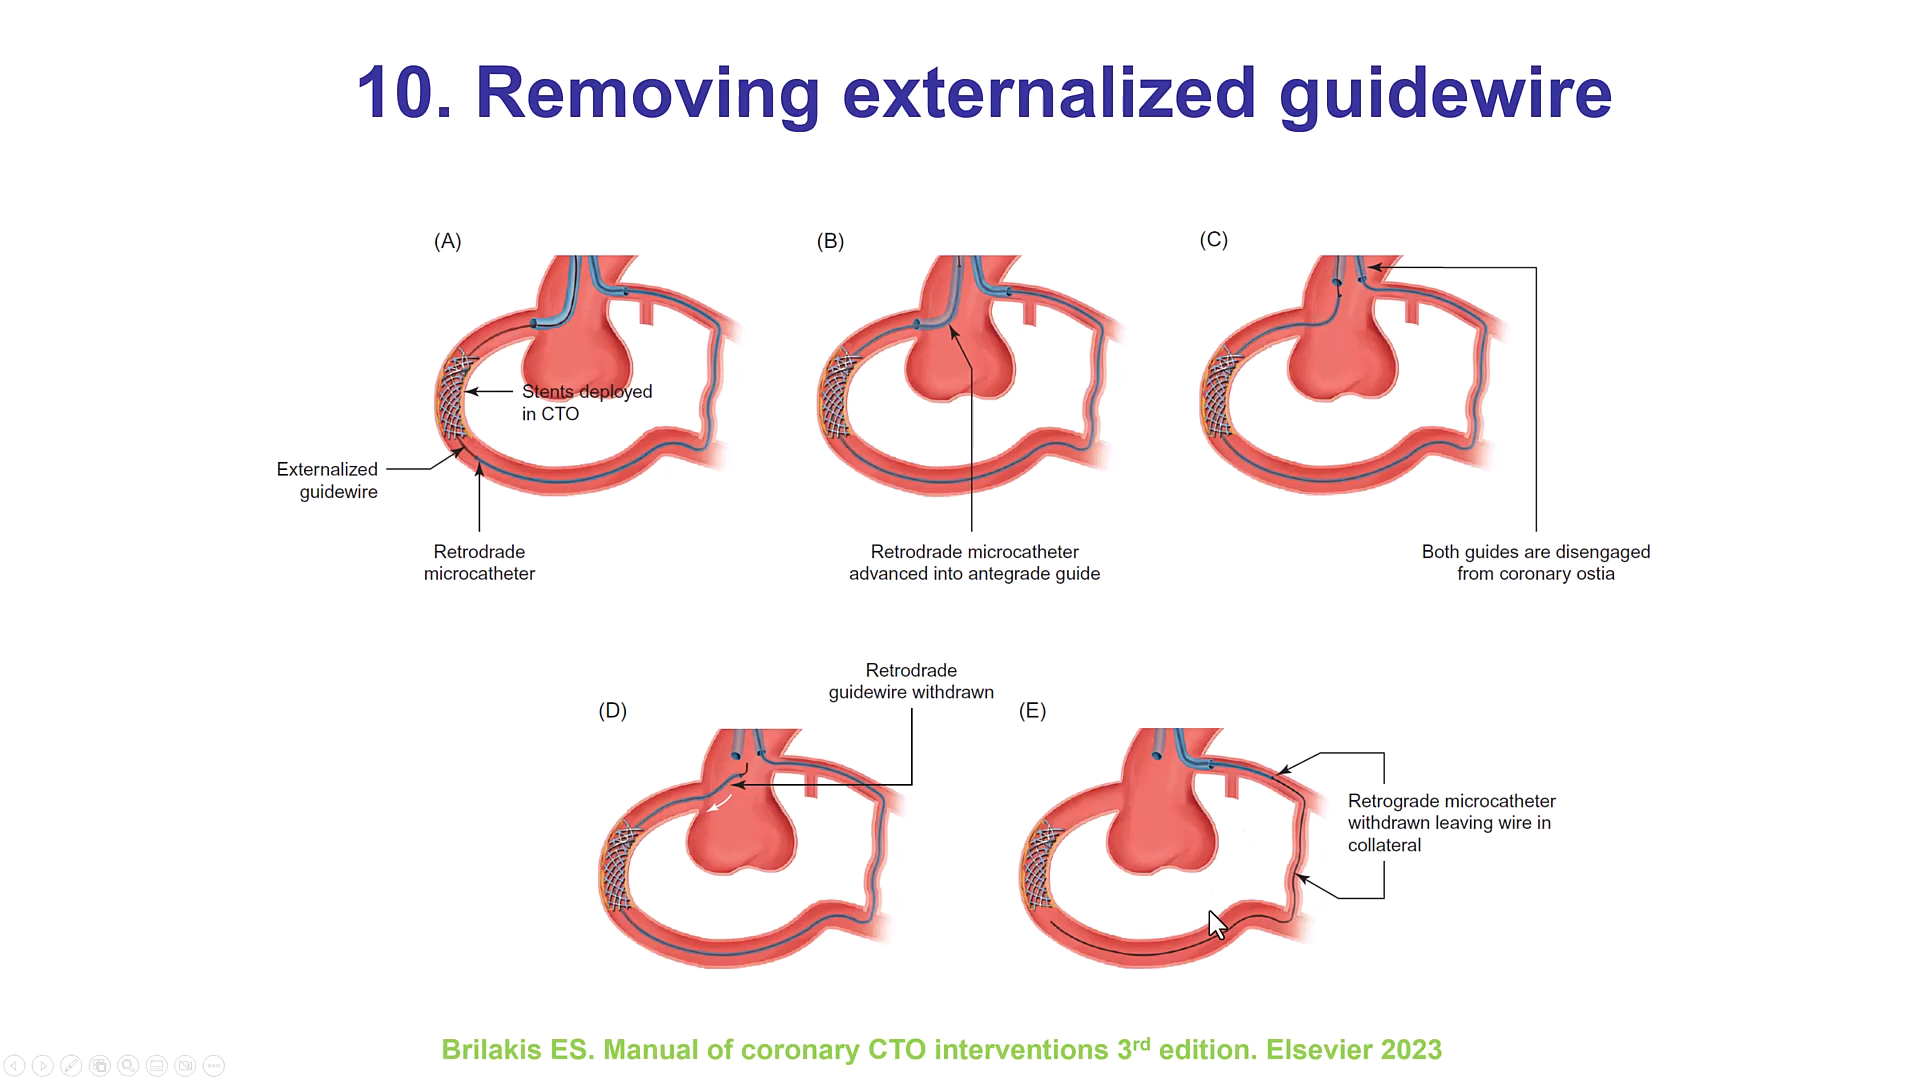 10. Removing externalized guidewire
(A)
Stents deployed
in CTO
Externalized
guidewire
Retrodrade
microcatheter
(B)
Retrodrade microcatheter
advanced into antegrade guide
(C)
Both guides are disengaged
from coronary ostia
(D)
Retrodrade
guidewire withdrawn
(E)
Retrograde microcatheter
withdrawn leaving wire in
collateral
Brilakis ES. Manual of coronary CTO interventions 3rd edition. Elsevier 2023